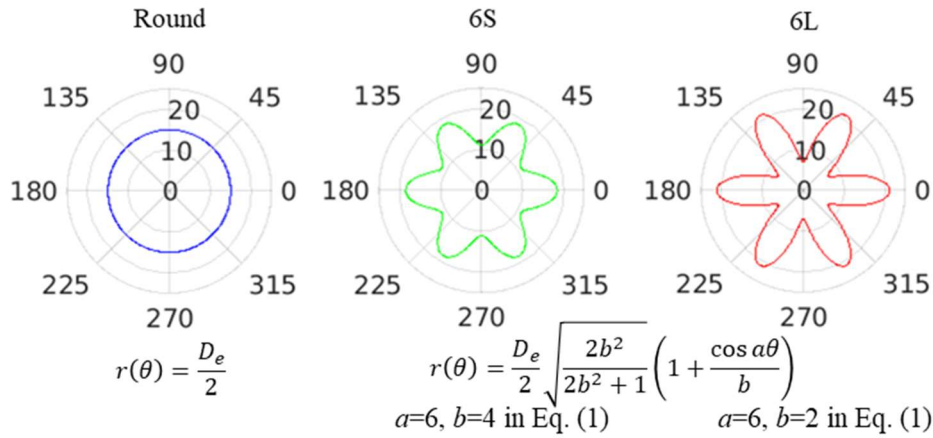 Round 6S 6L
90 90 90
135 45 135 45 135 45
20 20 20
10 10 10
180 0 0 180 0 0 180 0 0
225 315 225 315 225 315
270 270 270
r(θ) = D_e/2 r(θ) = D_e/2 √(2b²/(2b² + 1)) (1 + cos aθ/b)
a=6, b=4 in Eq. (1) a=6, b=2 in Eq. (1)